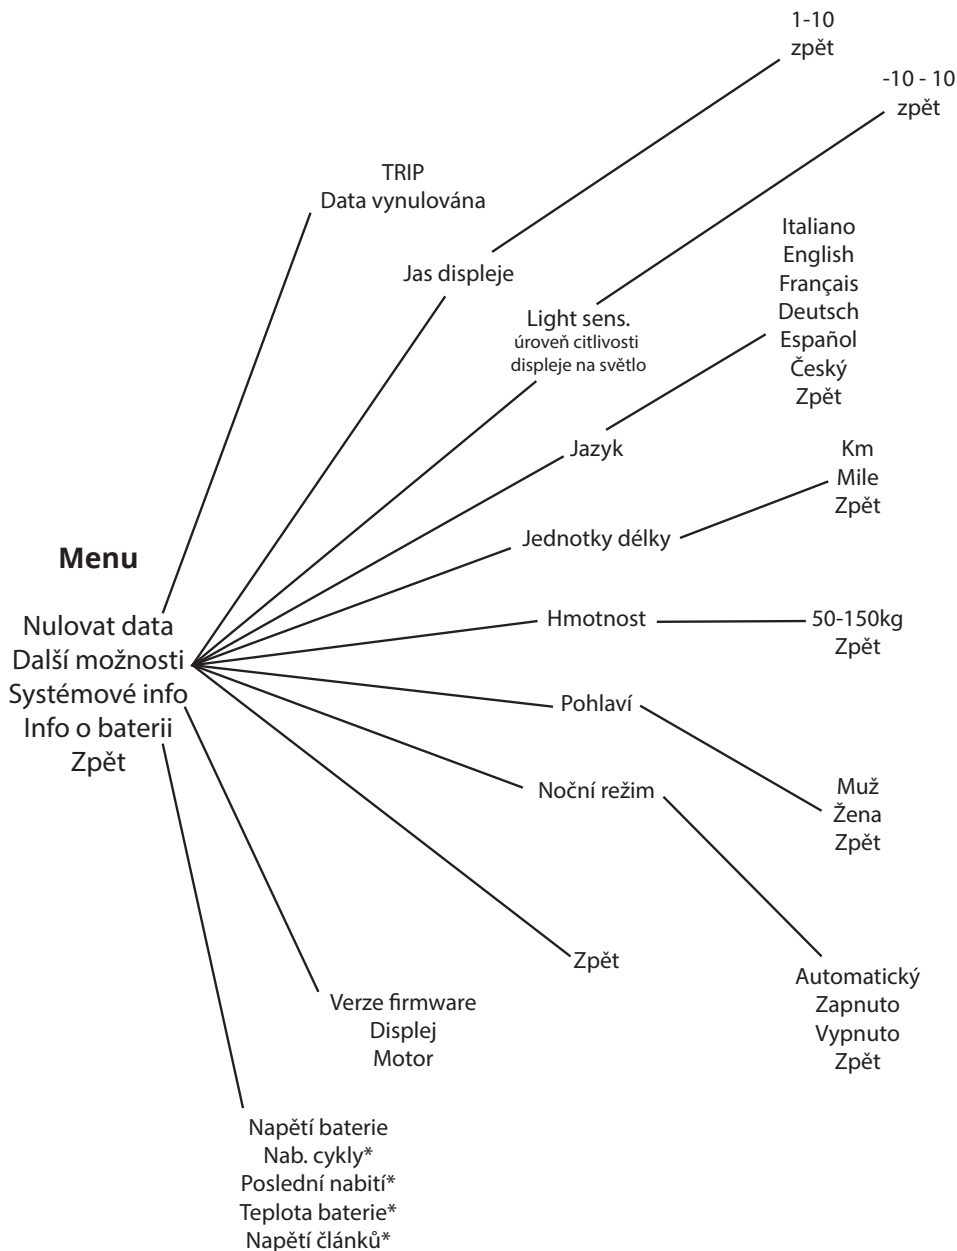 1-10
zpět
-10 - 10
zpět
TRIP
Data vynulována
Italiano
English
Français
Deutsch
Español
Český
Zpět
Jas displeje
Light sens.
úroveň citlivosti
displeje na světlo
Jazyk
Km
Mile
Zpět
Jednotky délky
Menu
Nulovat data
Další možnosti
Systémové info
Info o baterii
Zpět
Hmotnost
50-150kg
Zpět
Pohlaví
Muž
Žena
Zpět
Noční režim
Automatický
Zapnuto
Vypnuto
Zpět
Zpět
Verze firmware
Displej
Motor
Napětí baterie
Nab. cykly*
Poslední nabití*
Teplota baterie*
Napětí článků*